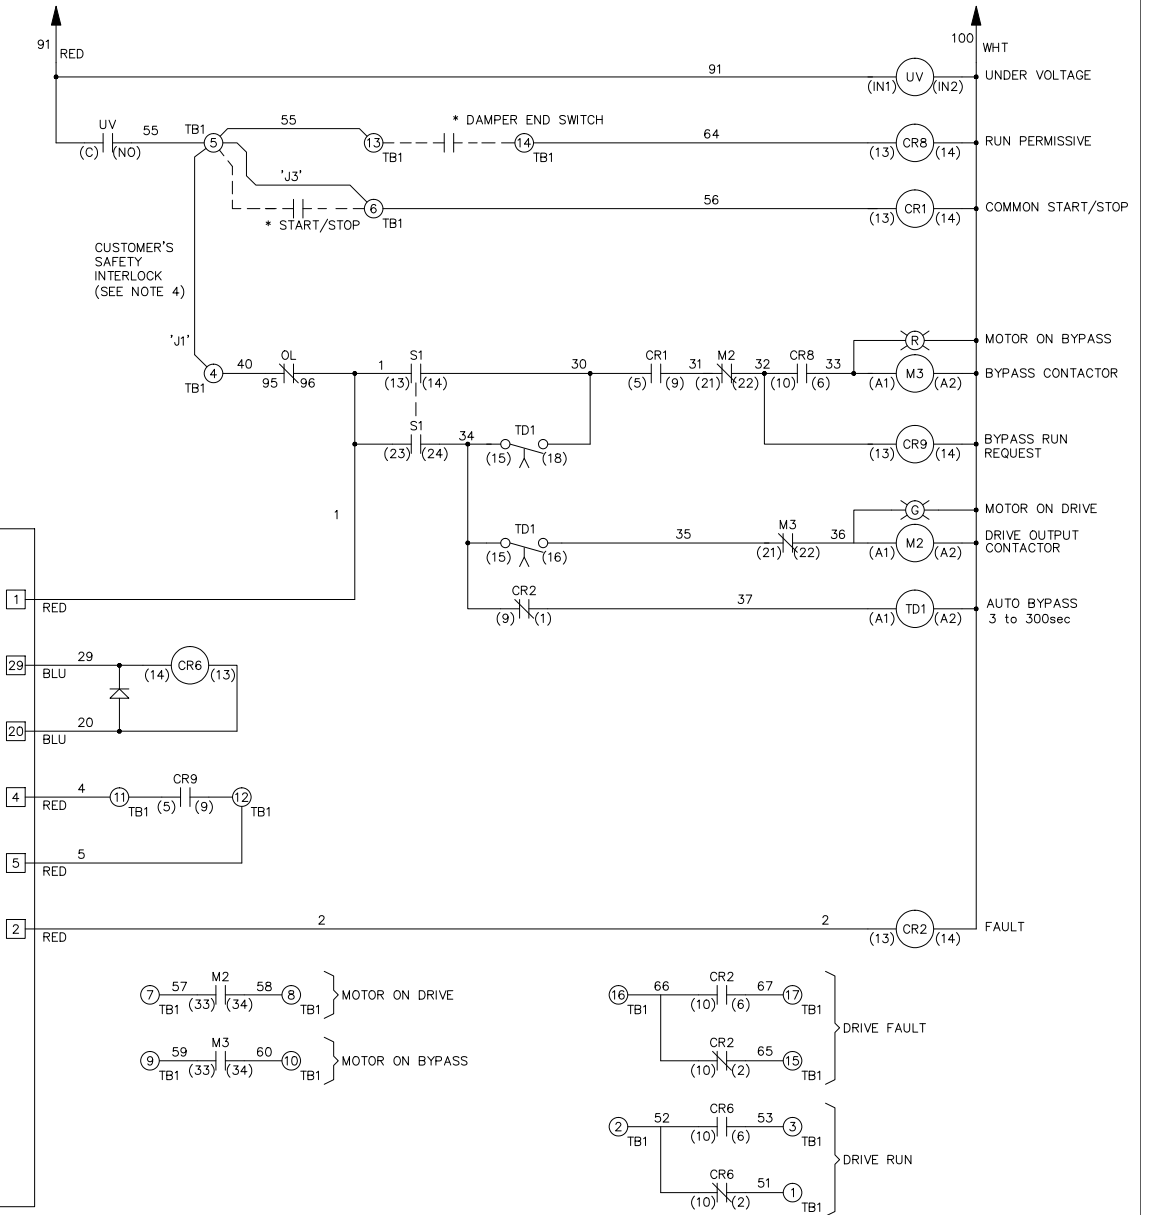 91
RED
100
WHT
91
(IN1)
UV
(IN2)
UNDER VOLTAGE
UV
(C)
(NO)
55
TB1
5
55
13
TB1
* DAMPER END SWITCH
14
TB1
64
(13)
CR8
(14)
RUN PERMISSIVE
'J3'
* START/STOP
6
TB1
56
(13)
CR1
(14)
COMMON START/STOP
CUSTOMER'S
SAFETY
INTERLOCK
(SEE NOTE 4)
'J1'
4
TB1
40
OL
95
96
1
S1
(13)
(14)
30
CR1
(5)
(9)
31
M2
(21)
(22)
32
CR8
(10)
(6)
33
R
MOTOR ON BYPASS
(A1)
M3
(A2)
BYPASS CONTACTOR
S1
(23)
(24)
34
TD1
(15)
(18)
(13)
CR9
(14)
BYPASS RUN
REQUEST
1
TD1
(15)
(16)
35
M3
(21)
(22)
36
G
MOTOR ON DRIVE
(A1)
M2
(A2)
DRIVE OUTPUT
CONTACTOR
CR2
(9)
(1)
37
(A1)
TD1
(A2)
AUTO BYPASS
3 to 300sec
1
RED
29
BLU
29
(14)
CR6
(13)
20
BLU
20
4
RED
4
11
TB1
CR9
(5)
(9)
12
TB1
5
RED
5
2
RED
2
2
(13)
CR2
(14)
FAULT
7
TB1
57
M2
(33)
(34)
58
8
TB1
MOTOR ON DRIVE
9
TB1
59
M3
(33)
(34)
60
10
TB1
MOTOR ON BYPASS
16
TB1
66
CR2
(10)
(6)
67
17
TB1
CR2
(10)
(2)
65
15
TB1
DRIVE FAULT
2
TB1
52
CR6
(10)
(6)
53
3
TB1
CR6
(10)
(2)
51
1
TB1
DRIVE RUN